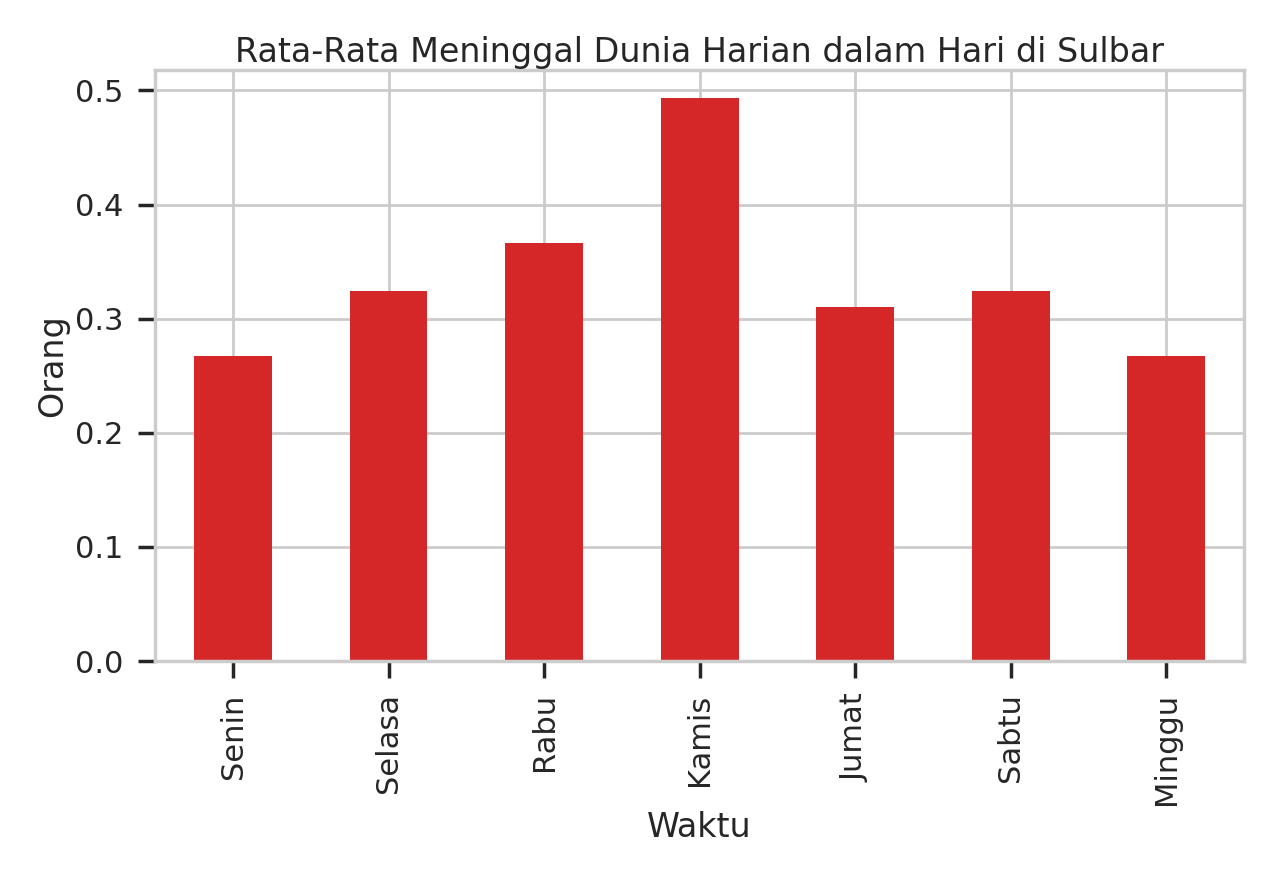 Rata-Rata Meninggal Dunia Harian dalam Hari di Sulbar
0.5
0.4
0.3
0.2
0.1
0.0
Orang
Senin
Selasa
Rabu
Kamis
Jumat
Sabtu
Minggu
Waktu